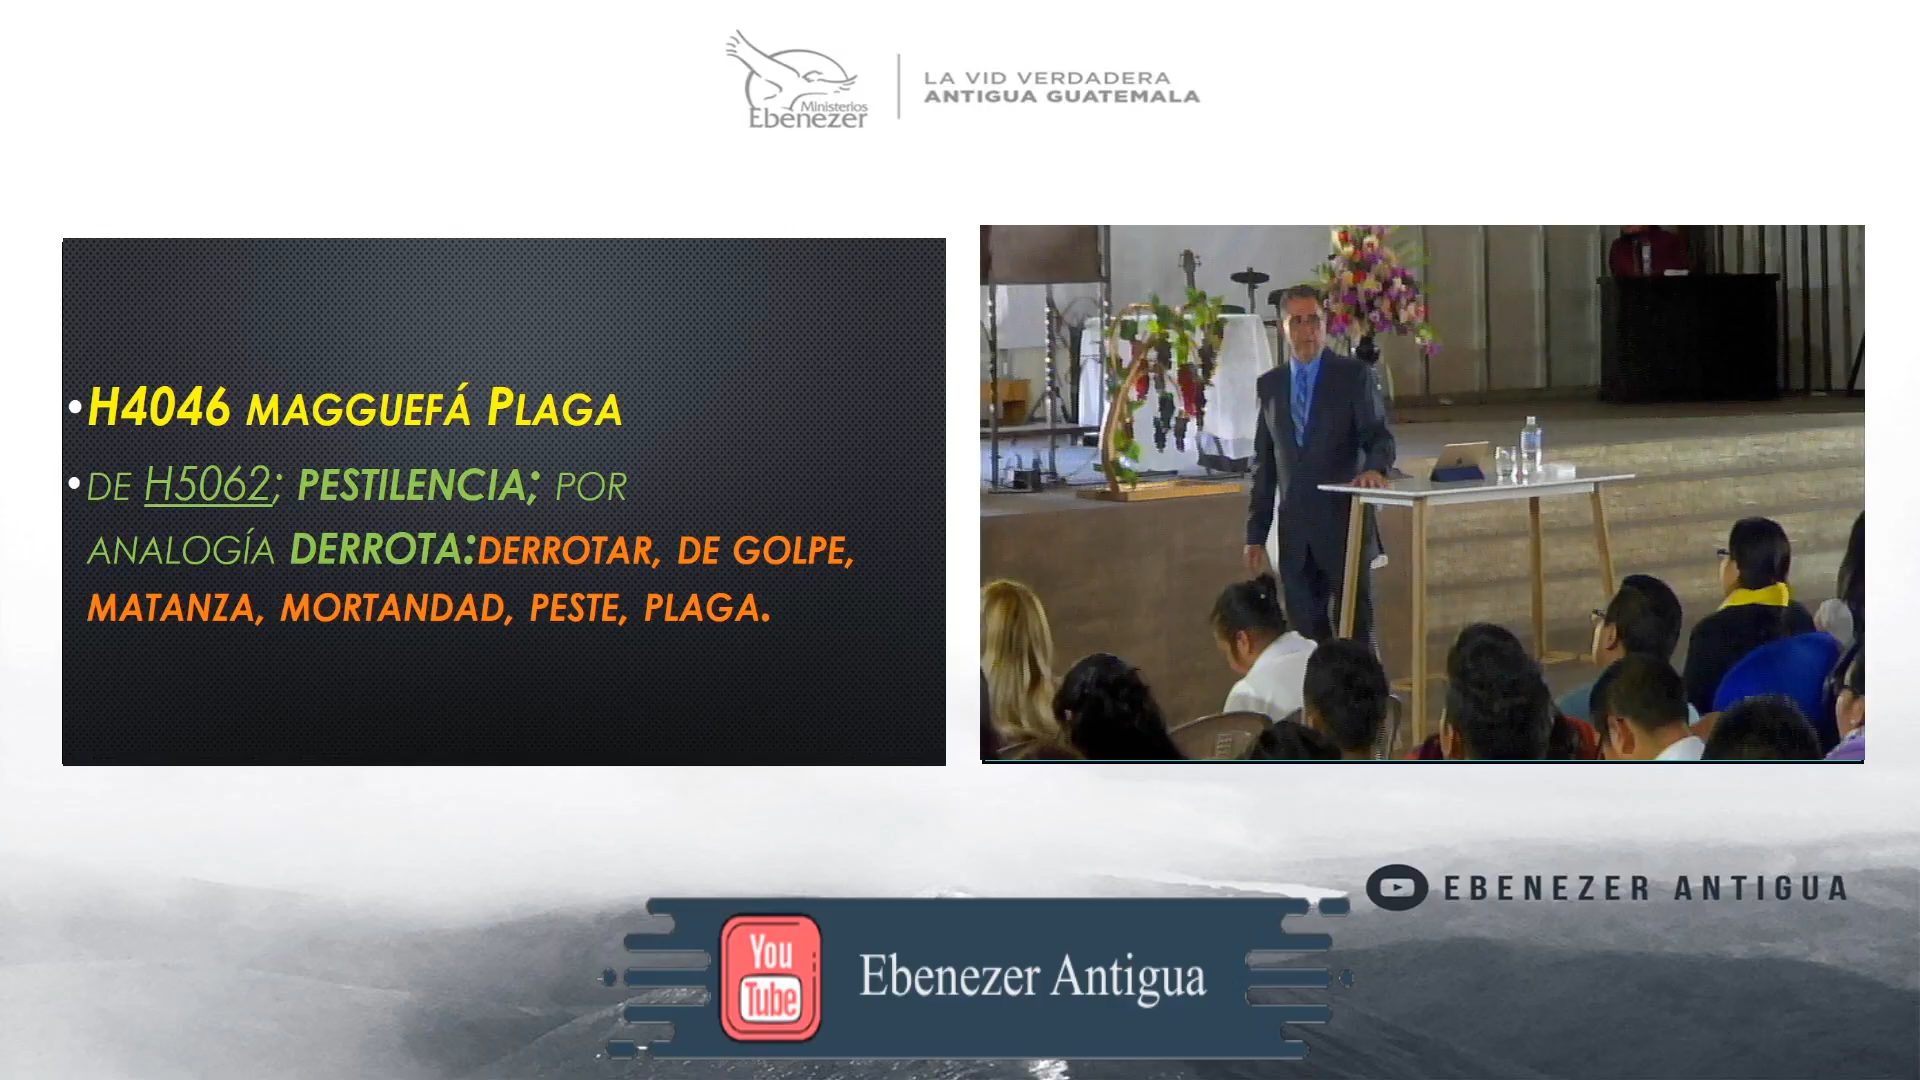 Ministerios
Ebenezer
LA VID VERDADERA
ANTIGUA GUATEMALA
•H4046 MAGGUEFÁ PLAGA
•DE H5062; PESTILENCIA; POR
ANALOGÍA DERROTA:DERROTAR, DE GOLPE,
MATANZA, MORTANDAD, PESTE, PLAGA.
EBENEZER ANTIGUA
You
Tube
Ebenezer Antigua